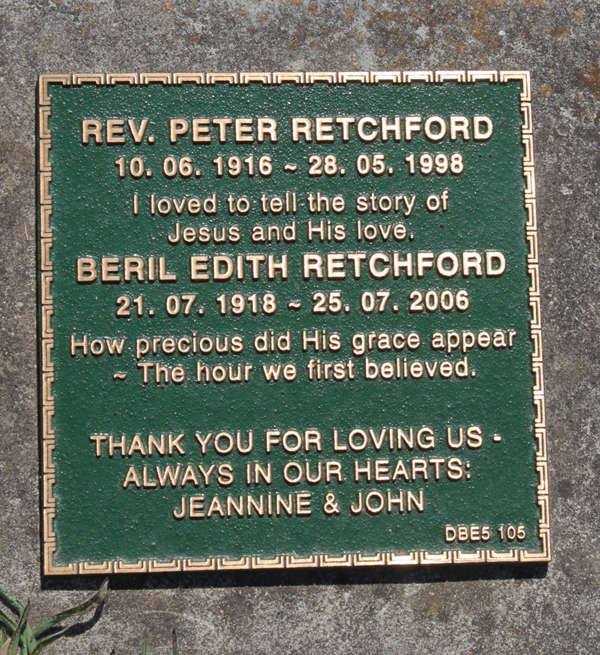 REV. PETER RETCHFORD
10. 06. 1916 ~ 28. 05. 1998
I loved to tell the story of
Jesus and His love.
BERIL EDITH RETCHFORD
21. 07. 1918 ~ 25. 07. 2006
How precious did His grace appear
~ The hour we first believed.
THANK YOU FOR LOVING US -
ALWAYS IN OUR HEARTS:
JEANNINE & JOHN
DBE5 105